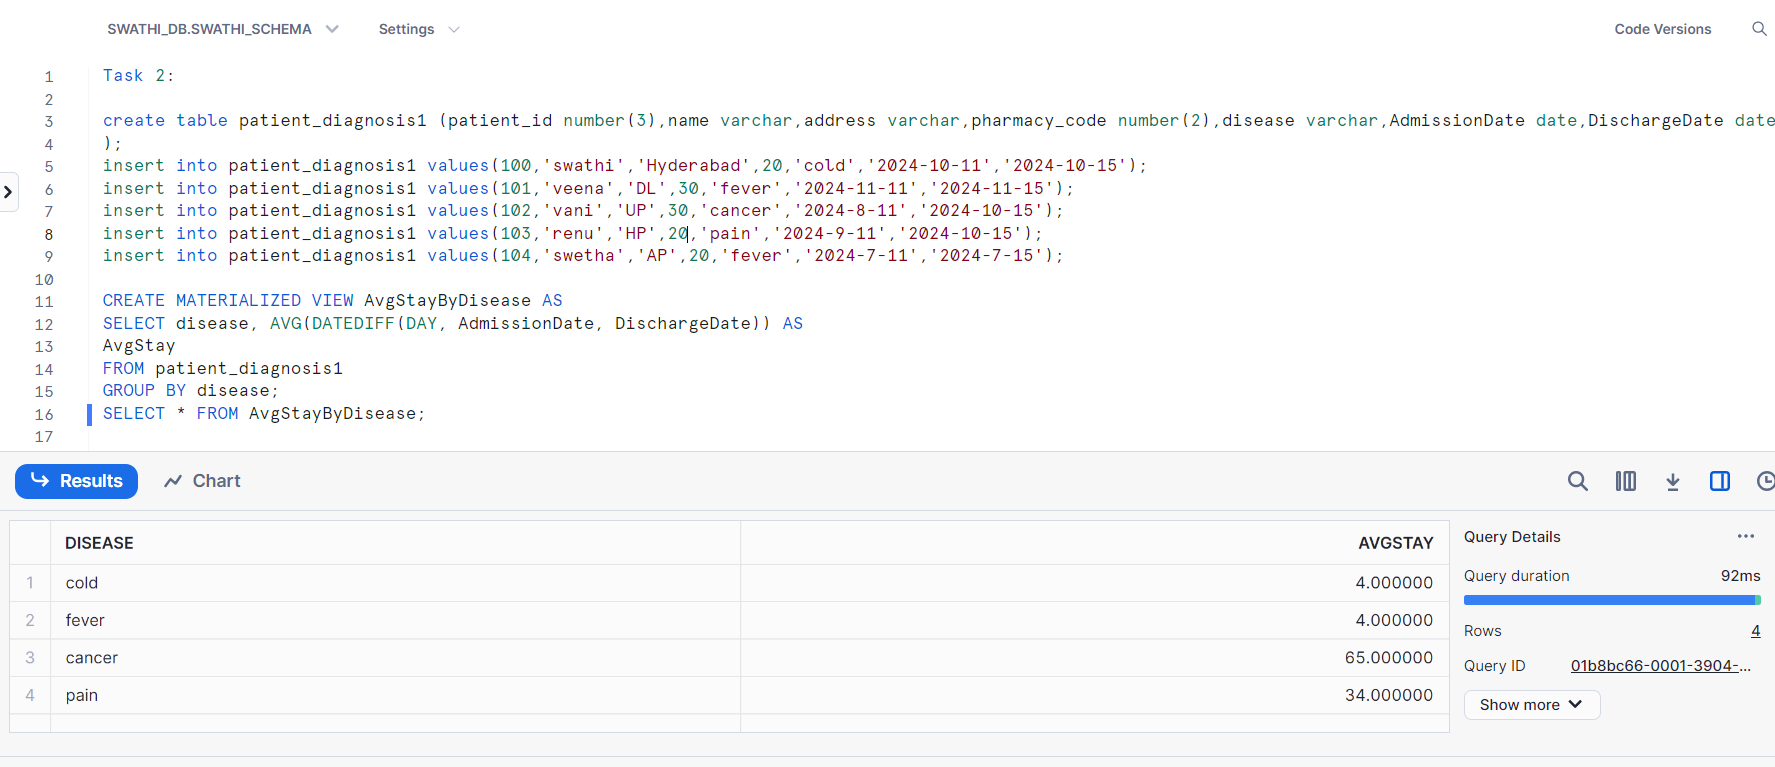 SWATHI_DB.SWATHI_SCHEMA Settings Code Versions
1 Task 2:
2
3 create table patient_diagnosis1 (patient_id number(3),name varchar,address varchar,pharmacy_code number(2),disease varchar,AdmissionDate date,DischargeDate date
4 );
5 insert into patient_diagnosis1 values(100,'swathi','Hyderabad',20,'cold','2024-10-11','2024-10-15');
6 insert into patient_diagnosis1 values(101,'veena','DL',30,'fever','2024-11-11','2024-11-15');
7 insert into patient_diagnosis1 values(102,'vani','UP',30,'cancer','2024-8-11','2024-10-15');
8 insert into patient_diagnosis1 values(103,'renu','HP',20,'pain','2024-9-11','2024-10-15');
9 insert into patient_diagnosis1 values(104,'swetha','AP',20,'fever','2024-7-11','2024-7-15');
10
11 CREATE MATERIALIZED VIEW AvgStayByDisease AS
12 SELECT disease, AVG(DATEDIFF(DAY, AdmissionDate, DischargeDate)) AS
13 AvgStay
14 FROM patient_diagnosis1
15 GROUP BY disease;
16 SELECT * FROM AvgStayByDisease;
17
Results Chart
DISEASE AVGSTAY
1 cold 4.000000
2 fever 4.000000
3 cancer 65.000000
4 pain 34.000000
Query Details ...
Query duration 92ms
Rows 4
Query ID 01b8bc66-0001-3904-...
Show more